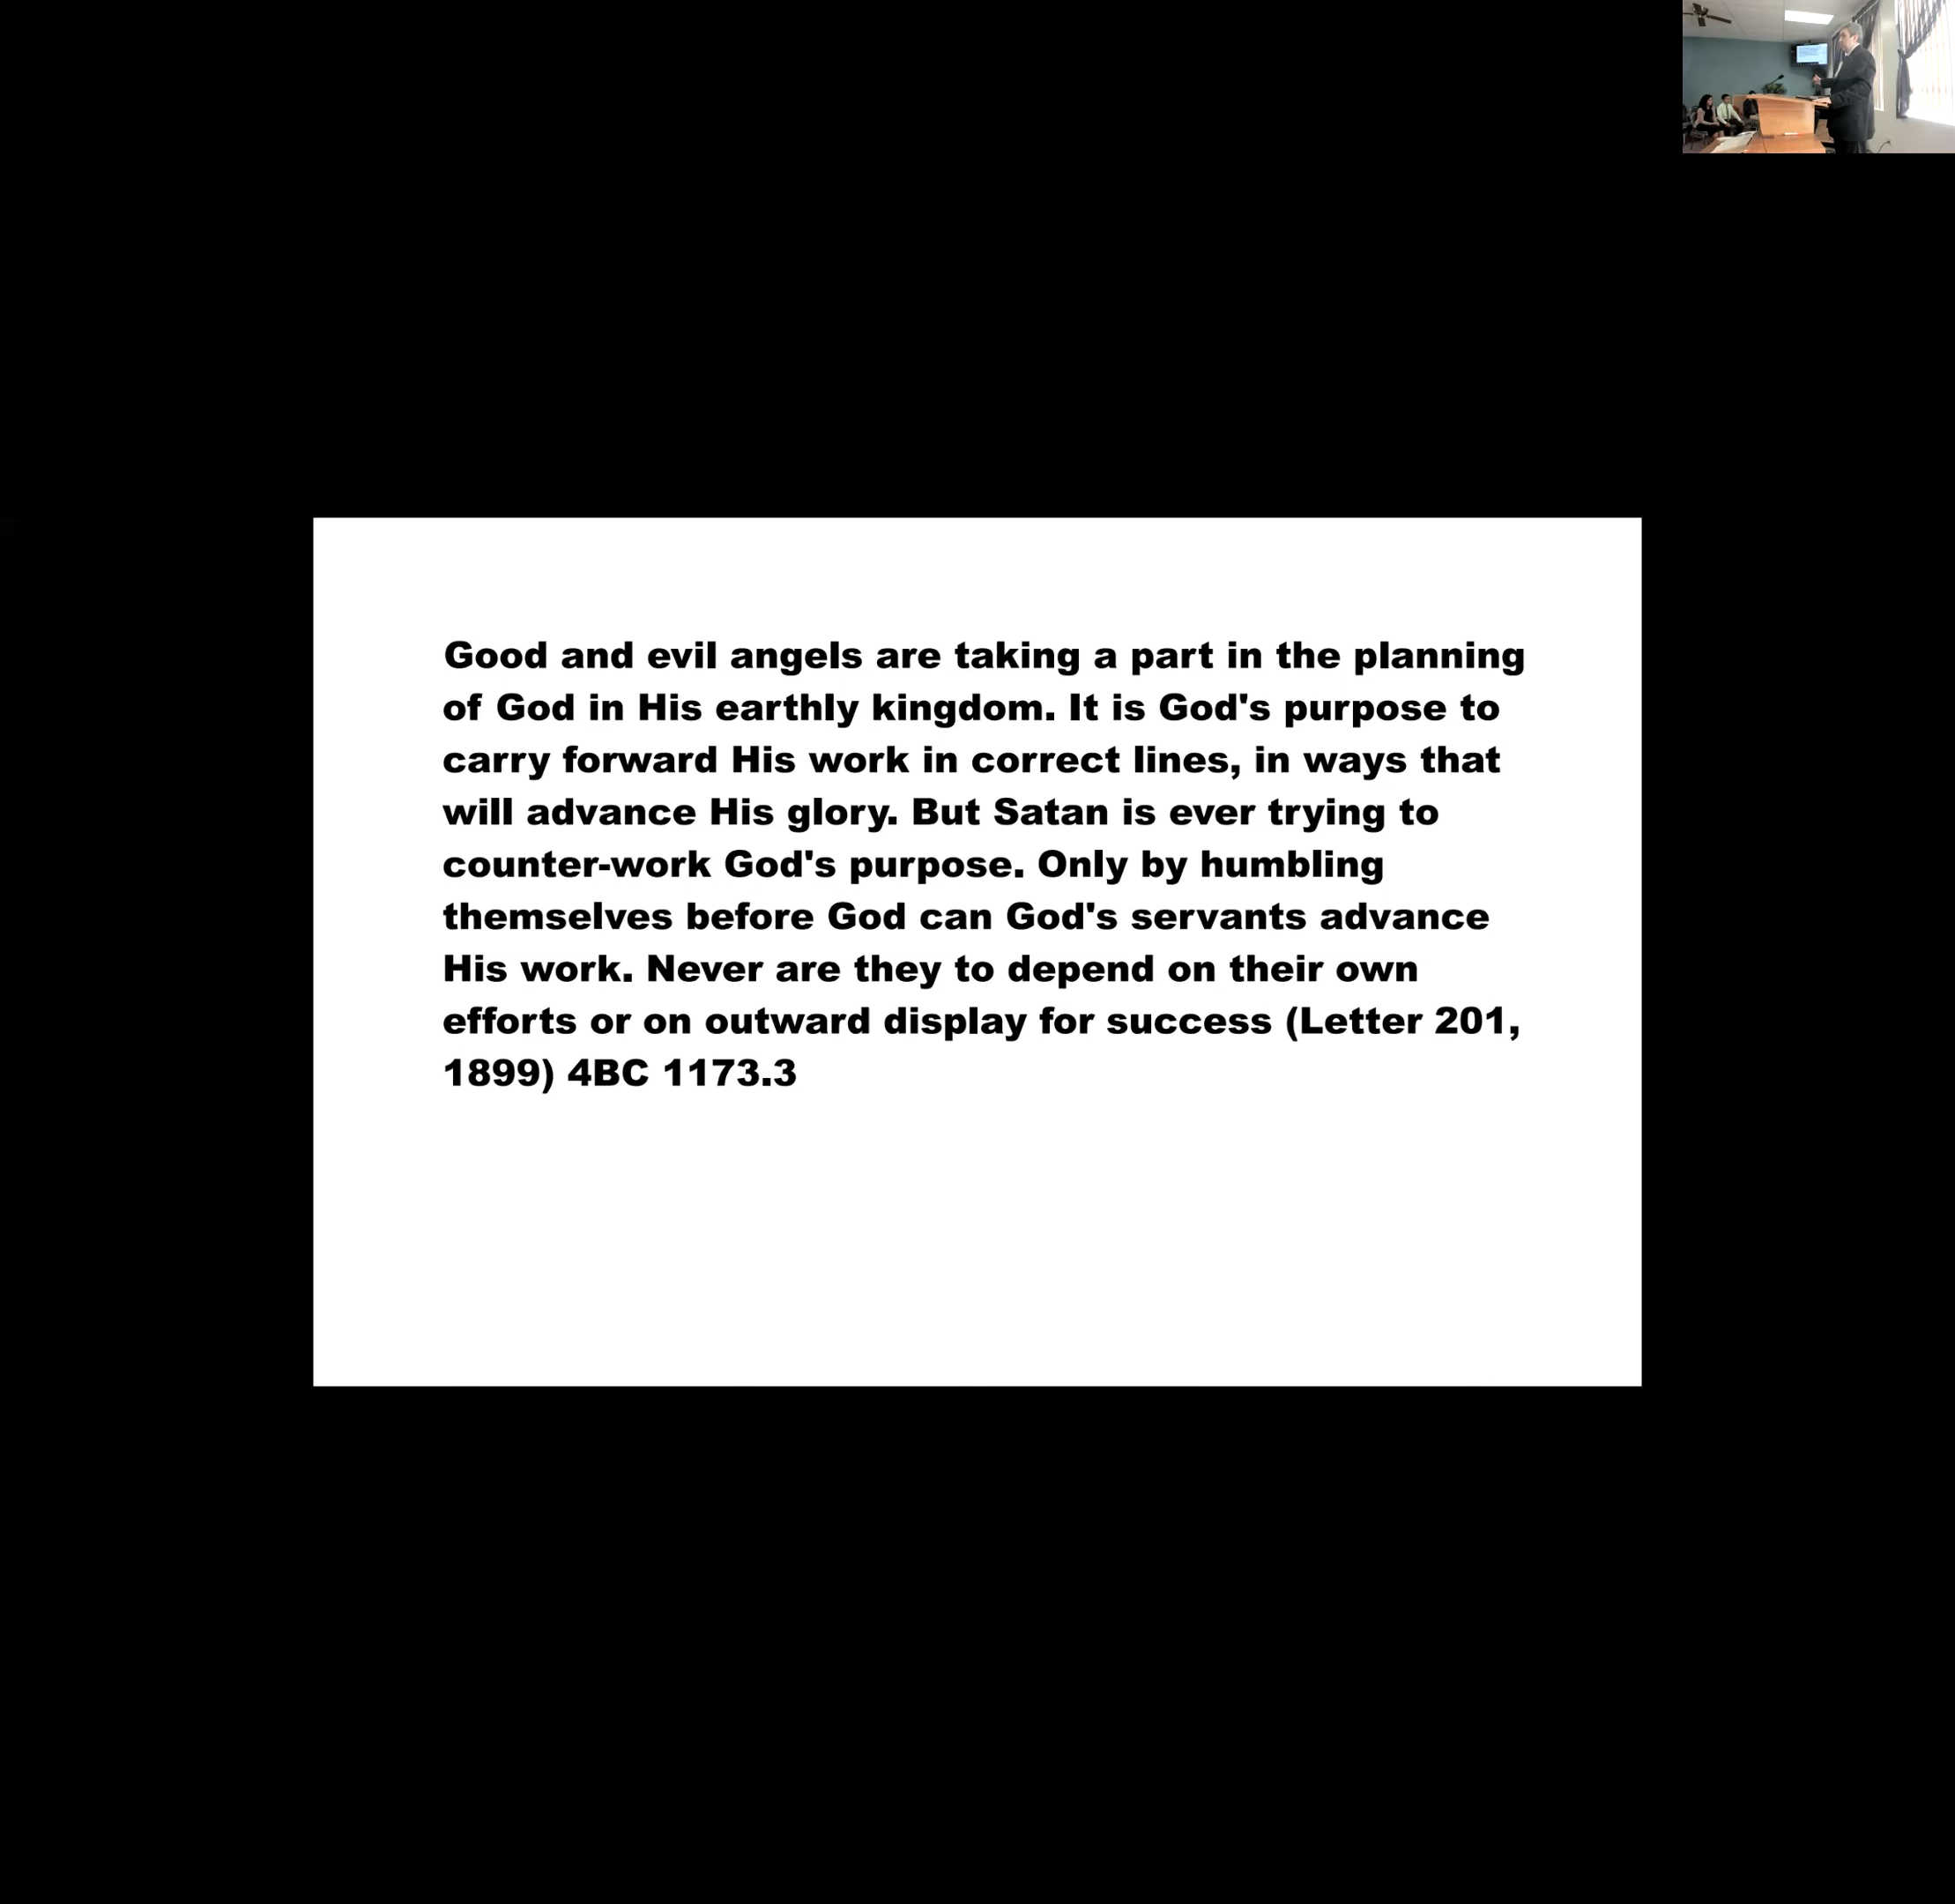 Good and evil angels are taking a part in the planning
of God in His earthly kingdom. It is God's purpose to
carry forward His work in correct lines, in ways that
will advance His glory. But Satan is ever trying to
counter-work God's purpose. Only by humbling
themselves before God can God's servants advance
His work. Never are they to depend on their own
efforts or on outward display for success (Letter 201,
1899) 4BC 1173.3